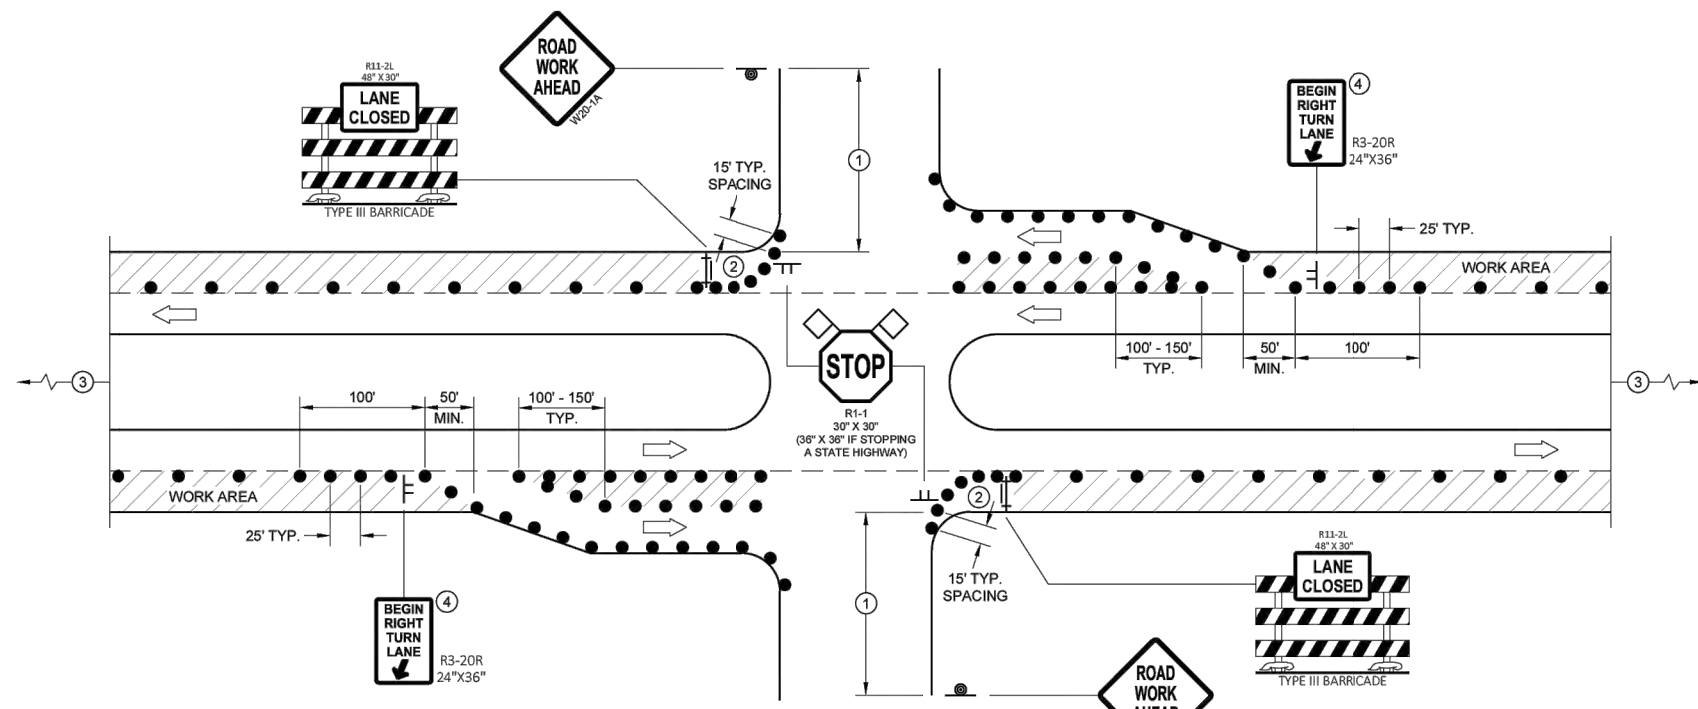 R11-2L
48" X 30"
LANE
CLOSED
TYPE III BARRICADE
ROAD
WORK
AHEAD
W20-1A
15' TYP.
SPACING
1
2
BEGIN
RIGHT
TURN
LANE
4
R3-20R
24"X36"
25' TYP.
WORK AREA
100' - 150'
TYP.
50'
MIN.
100'
3
3
STOP
R1-1
30" X 30"
(36" X 36" IF STOPPING
A STATE HIGHWAY)
100'
50'
MIN.
100' - 150'
TYP.
WORK AREA
25' TYP.
BEGIN
RIGHT
TURN
LANE
4
R3-20R
24"X36"
2
15' TYP.
SPACING
1
R11-2L
48" X 30"
LANE
CLOSED
TYPE III BARRICADE
ROAD
WORK
AHEAD